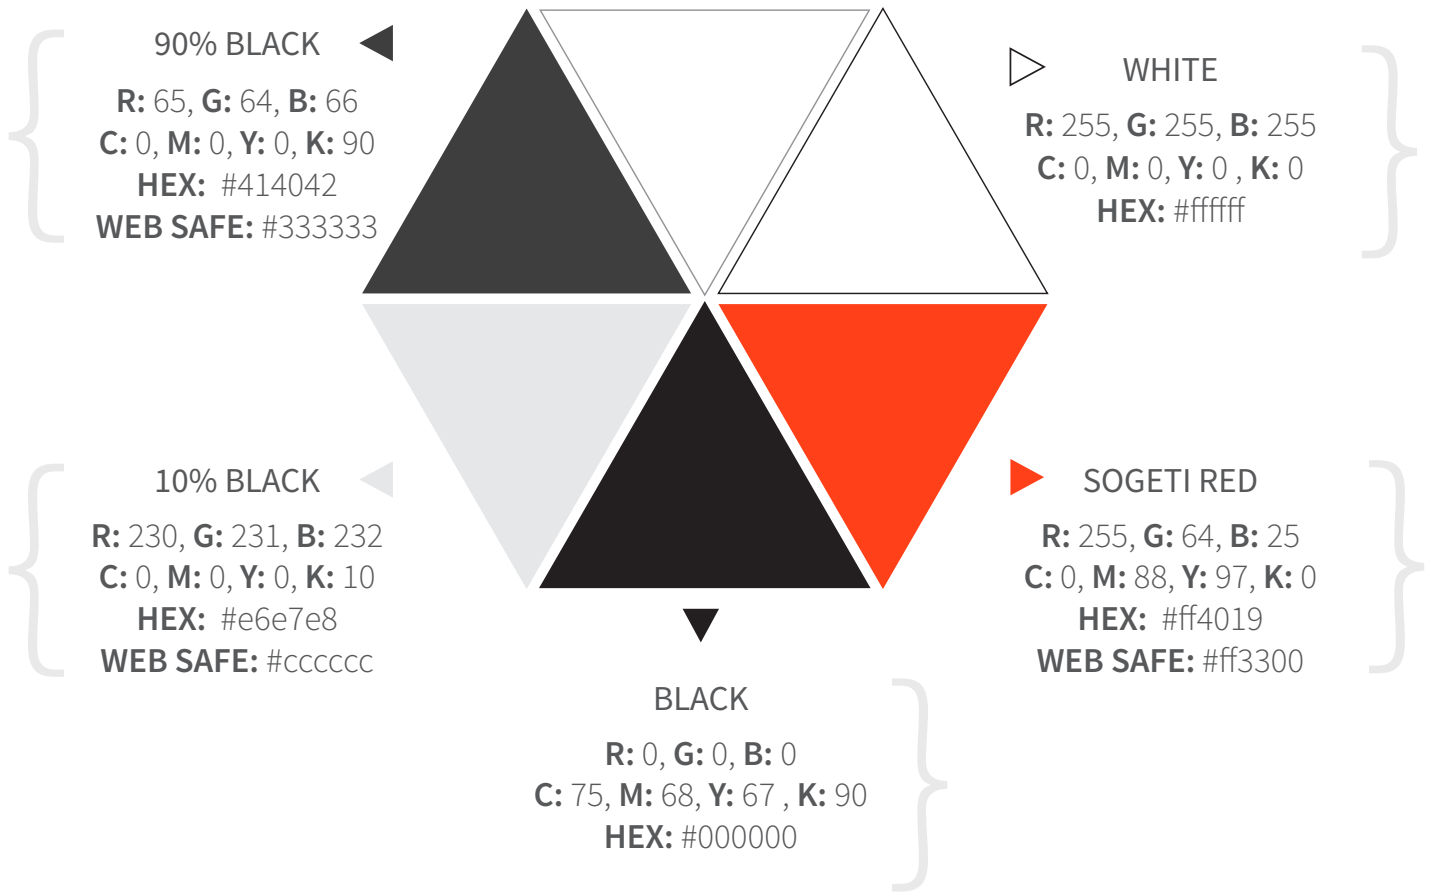 90% BLACK
R: 65, G: 64, B: 66
C: 0, M: 0, Y: 0, K: 90
HEX: #414042
WEB SAFE: #333333
WHITE
R: 255, G: 255, B: 255
C: 0, M: 0, Y: 0 , K: 0
HEX: #ffffff
10% BLACK
R: 230, G: 231, B: 232
C: 0, M: 0, Y: 0, K: 10
HEX: #e6e7e8
WEB SAFE: #cccccc
SOGETI RED
R: 255, G: 64, B: 25
C: 0, M: 88, Y: 97, K: 0
HEX: #ff4019
WEB SAFE: #ff3300
BLACK
R: 0, G: 0, B: 0
C: 75, M: 68, Y: 67 , K: 90
HEX: #000000